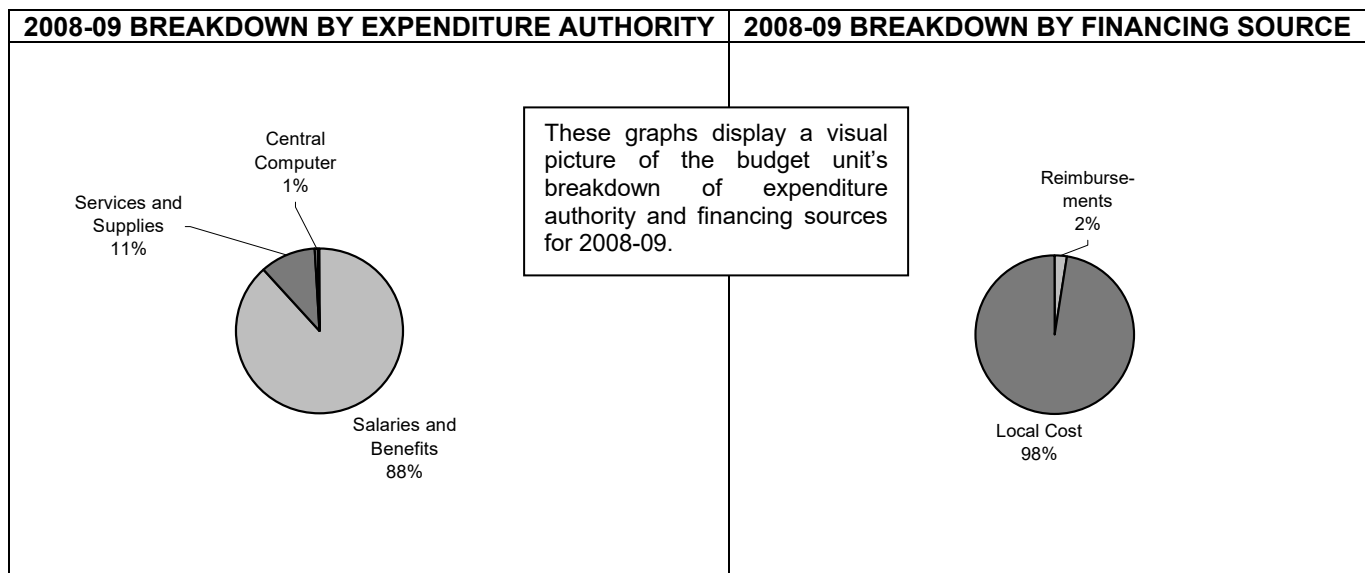 2008-09 BREAKDOWN BY EXPENDITURE AUTHORITY
2008-09 BREAKDOWN BY FINANCING SOURCE
These graphs display a visual
picture of the budget unit's
breakdown of expenditure
authority and financing sources
for 2008-09.
Central
Computer
1%
Services and
Supplies
11%
Salaries and
Benefits
88%
Reimburse-
ments
2%
Local Cost
98%